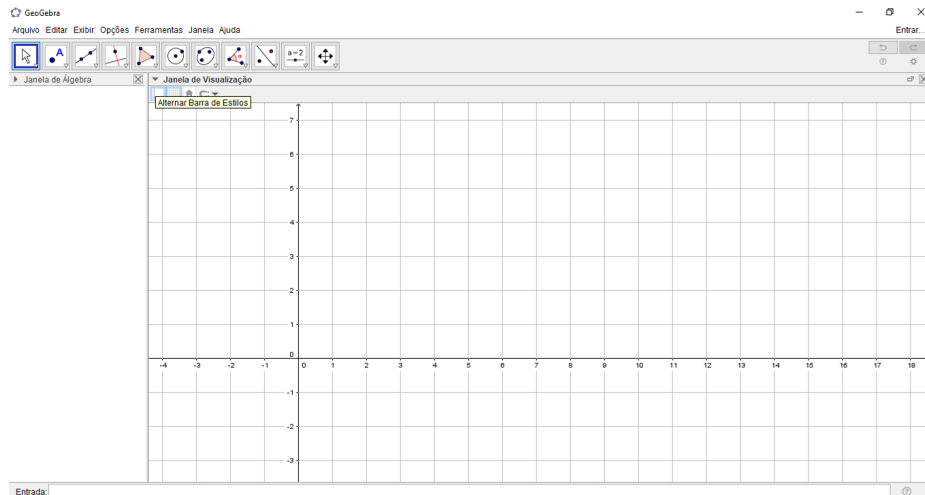 GeoGebra
Arquivo Editar Exibir Opções Ferramentas Janela Ajuda
Entrar...
A
α
a=2
Janela de Álgebra
Janela de Visualização
Alternar Barra de Estilos
7
6
5
4
3
2
1
0
-4 -3 -2 -1 0 1 2 3 4 5 6 7 8 9 10 11 12 13 14 15 16 17 18
-1
-2
-3
Entrada: